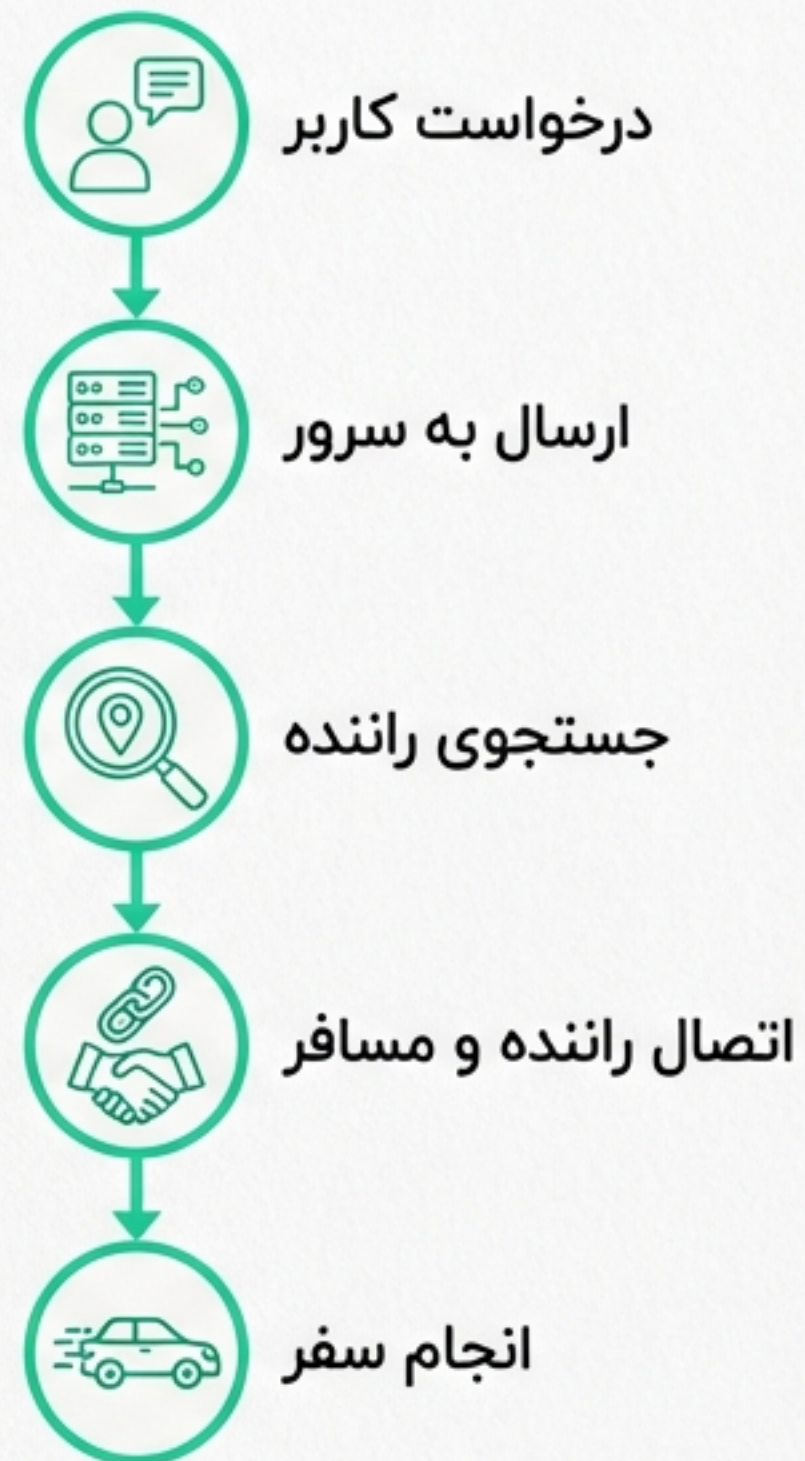 درخواست کاربر
ارسال به سرور
جستجوی راننده
اتصال راننده و مسافر
انجام سفر